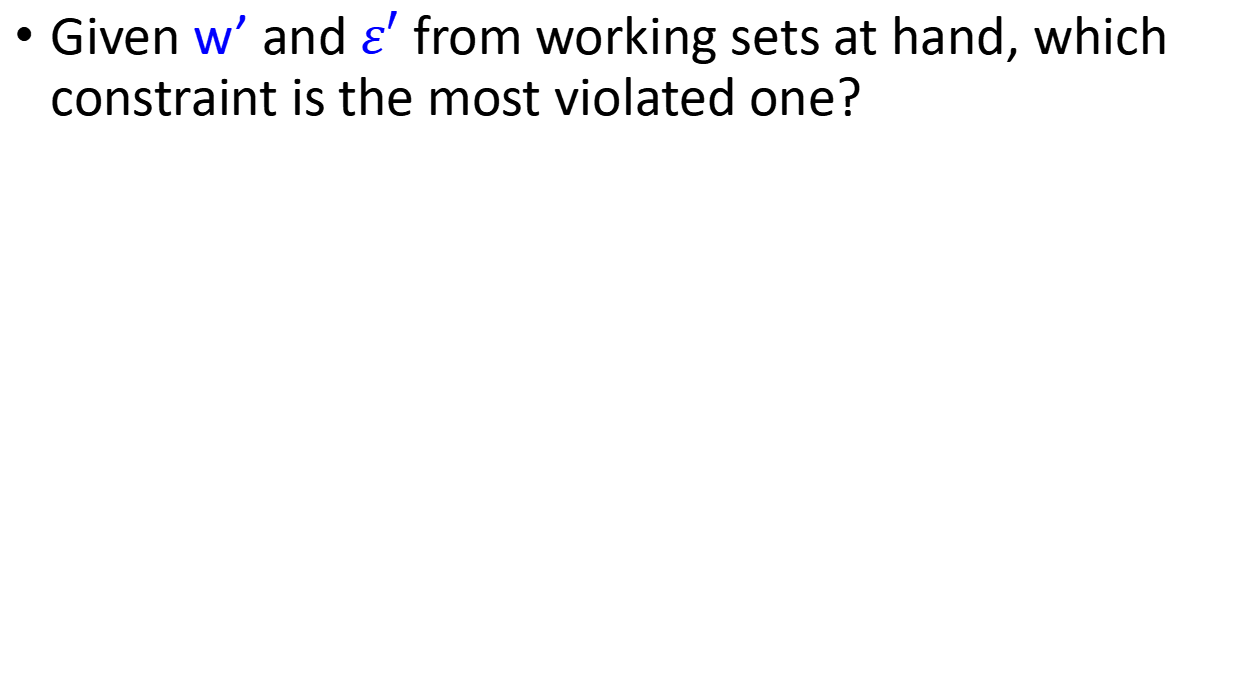 • Given w’ and ε′ from working sets at hand, which
constraint is the most violated one?